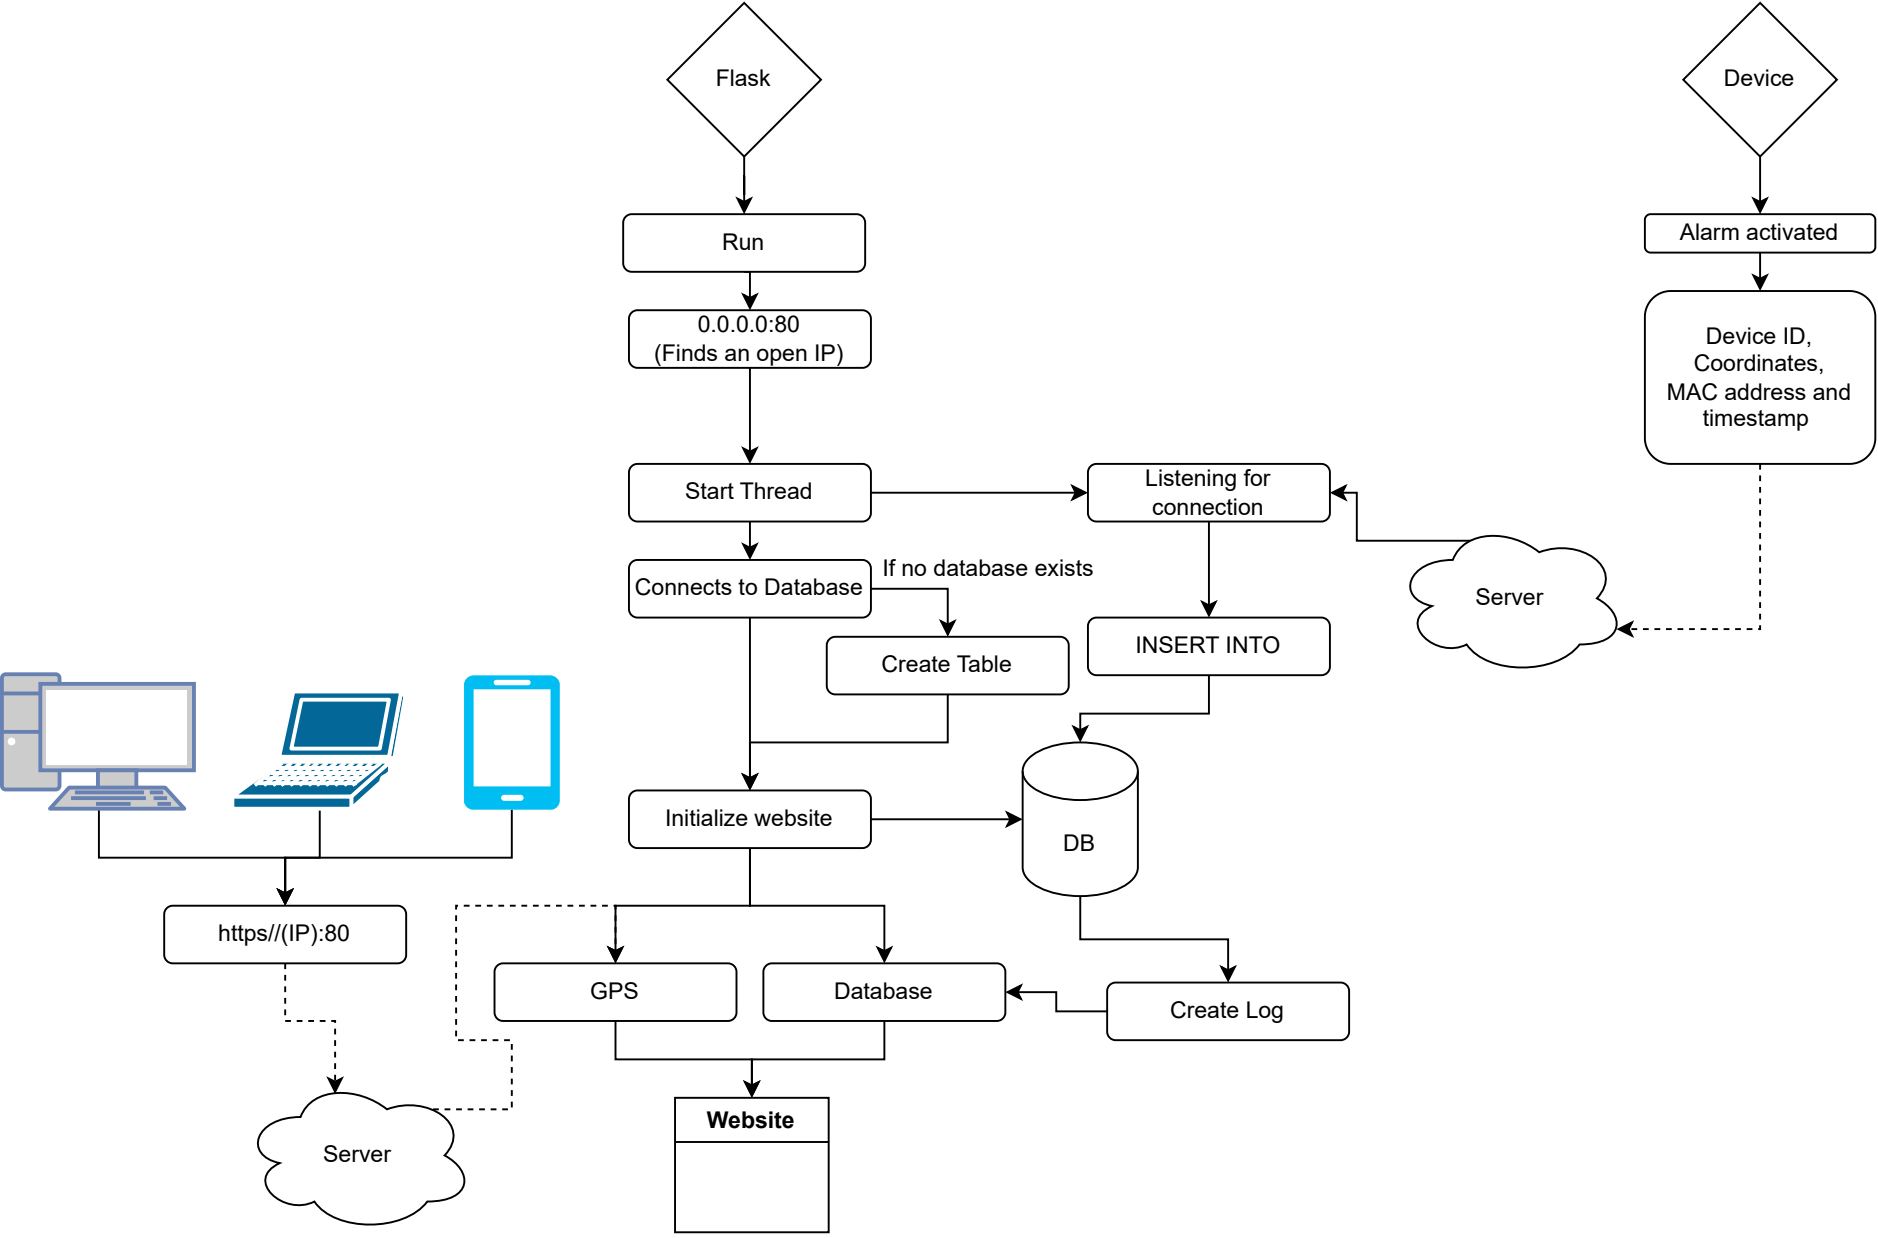 Flask
Device
Run
Alarm activated
0.0.0.0:80
(Finds an open IP)
Device ID,
Coordinates,
MAC address and
timestamp
Start Thread
Listening for
connection
If no database exists
Connects to Database
Server
Create Table
INSERT INTO
Initialize website
DB
https//(IP):80
GPS
Database
Create Log
Website
Server